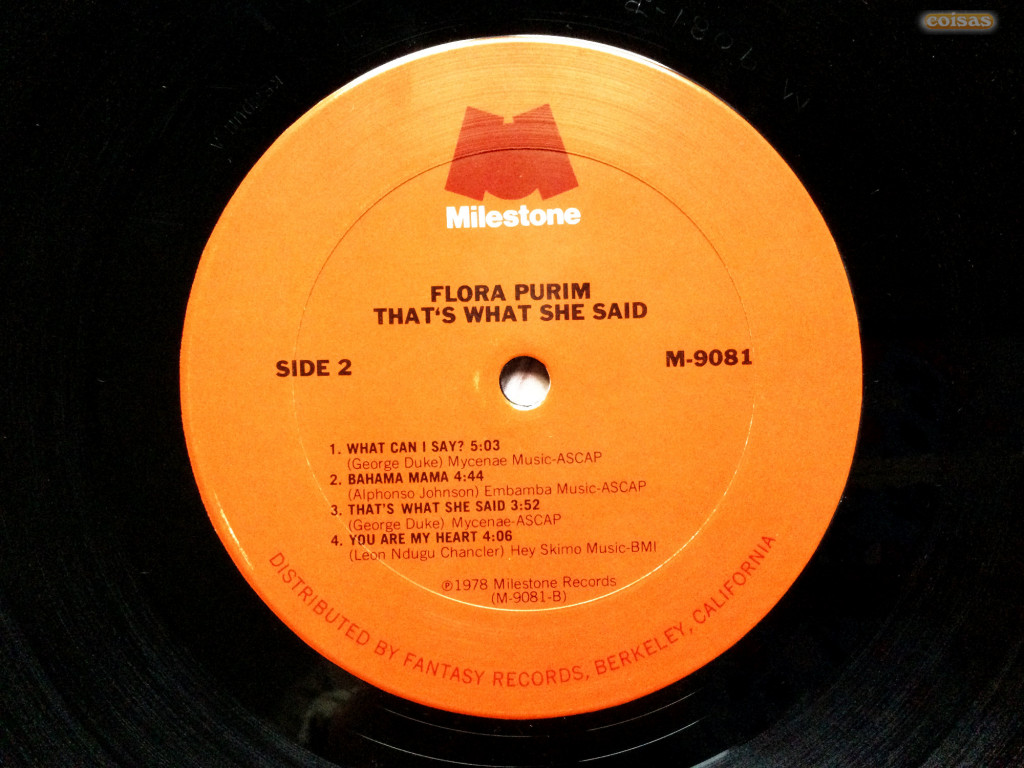 coisas
Milestone
FLORA PURIM
THAT'S WHAT SHE SAID
SIDE 2
M-9081
1. WHAT CAN I SAY? 5:03
(George Duke) Mycenae Music-ASCAP
2. BAHAMA MAMA 4:44
(Alphonso Johnson) Embamba Music-ASCAP
3. THAT'S WHAT SHE SAID 3:52
(George Duke) Mycenae-ASCAP
4. YOU ARE MY HEART 4:06
(Leon Ndugu Chancler) Hey Skimo Music-BMI
℗1978 Milestone Records
(M-9081-B)
DISTRIBUTED BY FANTASY RECORDS, BERKELEY, CALIFORNIA